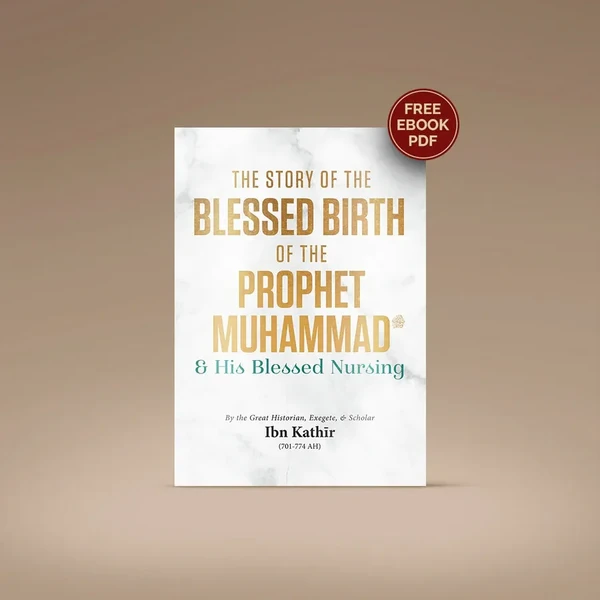 FREE
EBOOK
PDF
THE STORY OF THE
BLESSED BIRTH
OF THE
PROPHET
MUHAMMAD
& His Blessed Nursing
By the Great Historian, Exegete, & Scholar
Ibn Kathīr
(701-774 AH)